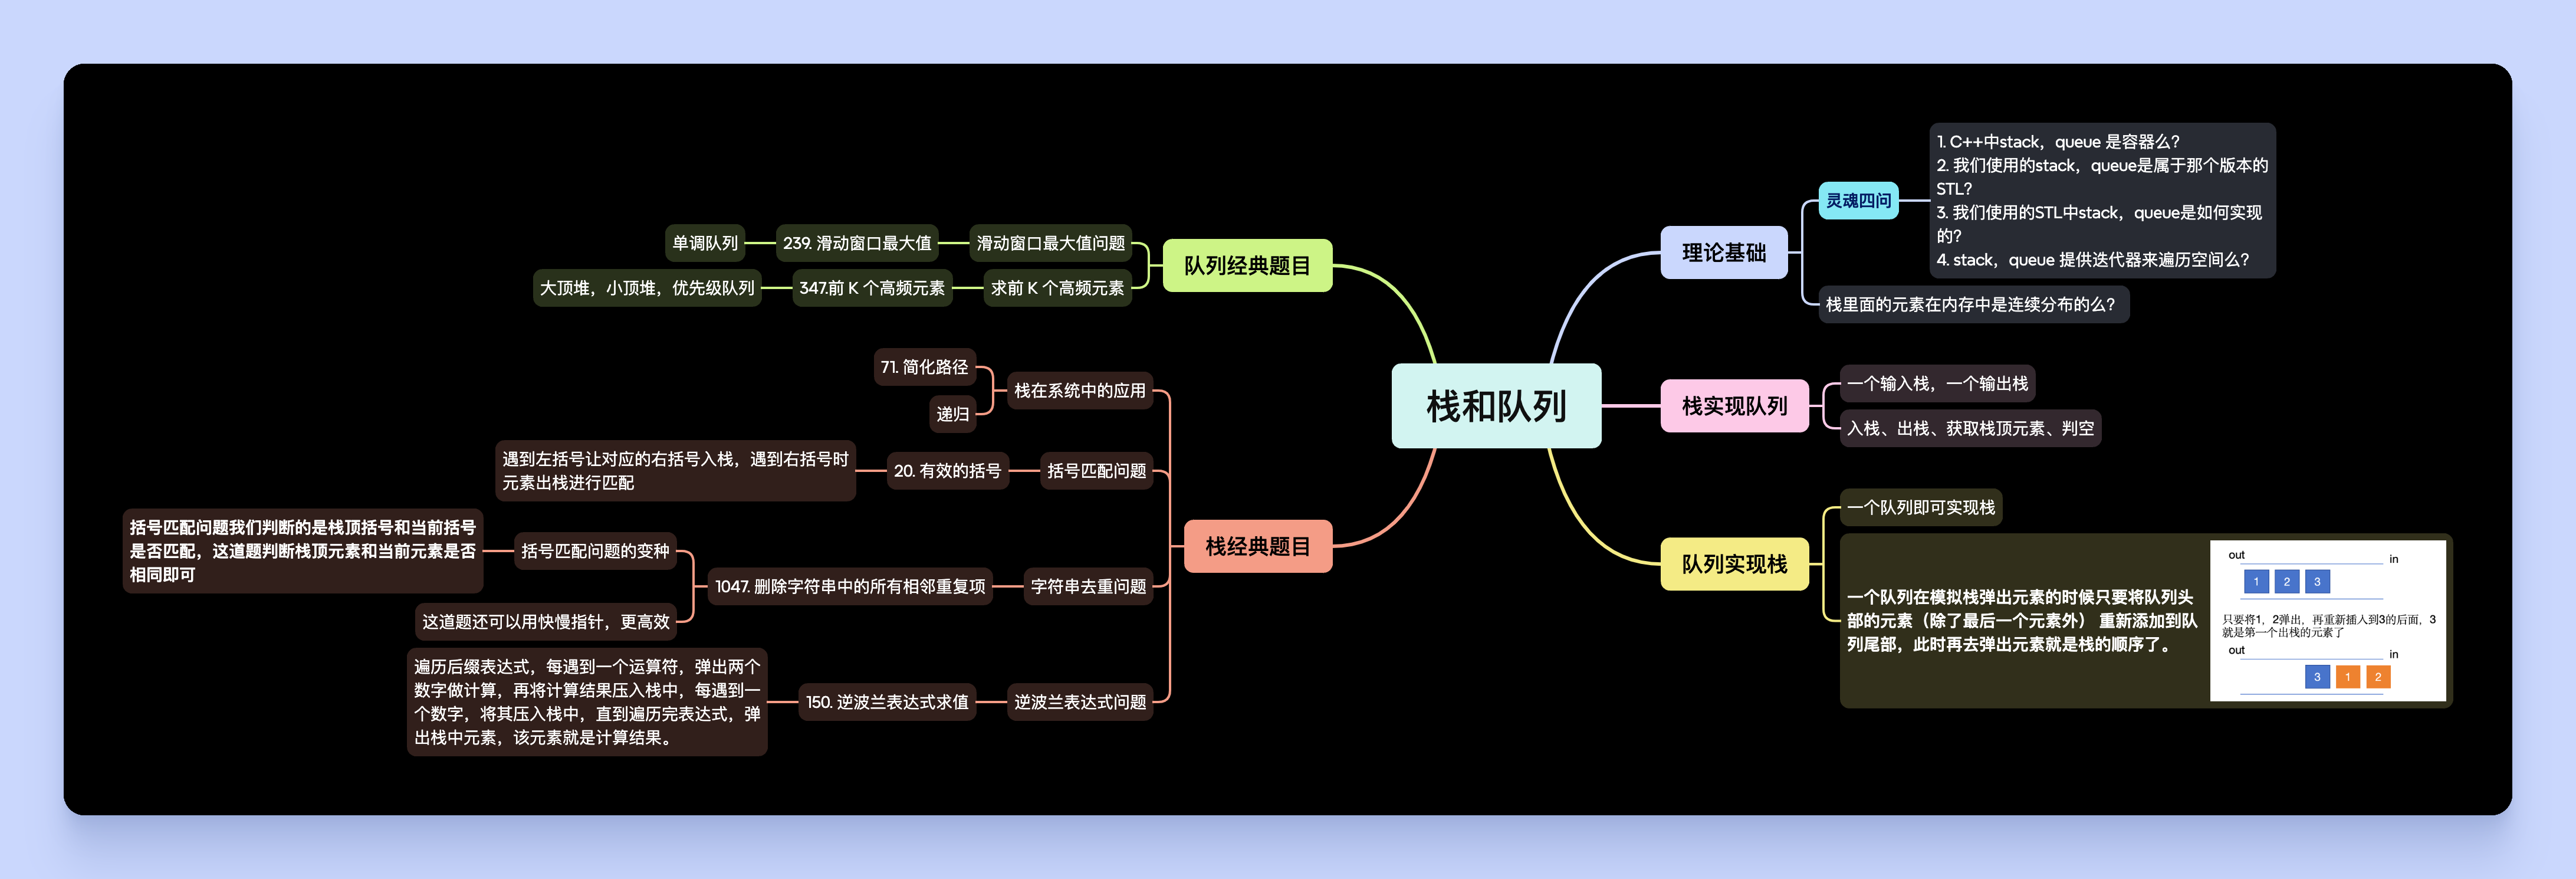 栈和队列
理论基础
灵魂四问
1. C++中stack，queue 是容器么？
2. 我们使用的stack，queue是属于那个版本的
STL？
3. 我们使用的STL中stack，queue是如何实现
的？
4. stack，queue 提供迭代器来遍历空间么？
栈里面的元素在内存中是连续分布的么？
栈实现队列
一个输入栈，一个输出栈
入栈、出栈、获取栈顶元素、判空
队列实现栈
一个队列即可实现栈
一个队列在模拟栈弹出元素的时候只要将队列头
部的元素（除了最后一个元素外） 重新添加到队
列尾部，此时再去弹出元素就是栈的顺序了。
out
in
1 2 3
只要将1，2弹出，再重新插入到3的后面，3
就是第一个出栈的元素了
out
in
3 1 2
队列经典题目
滑动窗口最大值问题
239. 滑动窗口最大值
单调队列
求前 K 个高频元素
347.前 K 个高频元素
大顶堆，小顶堆，优先级队列
栈经典题目
栈在系统中的应用
71. 简化路径
递归
括号匹配问题
20. 有效的括号
遇到左括号让对应的右括号入栈，遇到右括号时
元素出栈进行匹配
字符串去重问题
1047. 删除字符串中的所有相邻重复项
括号匹配问题的变种
括号匹配问题我们判断的是栈顶括号和当前括号
是否匹配，这道题判断栈顶元素和当前元素是否
相同即可
这道题还可以用快慢指针，更高效
逆波兰表达式问题
150. 逆波兰表达式求值
遍历后缀表达式，每遇到一个运算符，弹出两个
数字做计算，再将计算结果压入栈中，每遇到一
个数字，将其压入栈中，直到遍历完表达式，弹
出栈中元素，该元素就是计算结果。